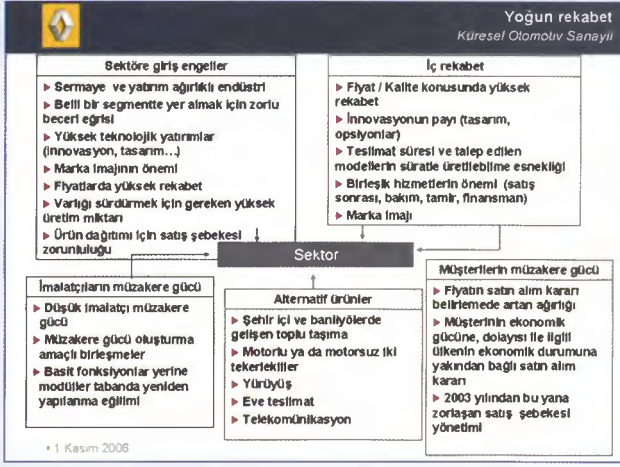 Yoğun rekabet
Küresel Otomotiv Sanayii
Sektöre giriş engeller
▶ Sermaye ve yatırım ağırlıklı endüstri
▶ Belli bir segmentte yer almak için zorlu
beceri eğrisi
▶ Yüksek teknolojik yatırımlar
(innovasyon, tasarım...)
▶ Marka imajının önemi
▶ Fiyatlarda yüksek rekabet
▶ Varlığı sürdürmek için gereken yüksek
üretim miktarı
▶ Ürün dağıtımı için satış şebekesi
zorunluluğu
İç rekabet
▶ Fiyat / Kalite konusunda yüksek
rekabet
▶ İnnovasyonun payı (tasarım,
opsiyonlar)
▶ Teslimat süresi ve talep edilen
modellerin süratle üretilebilme esnekliği
▶ Birleşik hizmetlerin önemi (satış
sonrası, bakım, tamir, finansman)
▶ Marka imajı
Sektor
İmalatçıların müzakere gücü
▶ Düşük imalatçı müzakere
gücü
▶ Müzakere gücü oluşturma
amaçlı birleşmeler
▶ Basit fonksiyonlar yerine
modüller tabanda yeniden
yapılanma eğilimi
Alternatif ürünler
▶ Şehir içi ve banliyölerde
gelişen toplu taşıma
▶ Motorlu ya da motorsuz iki
tekerlekliler
▶ Yürüyüş
▶ Eve teslimat
▶ Telekomünikasyon
Müşterilerin müzakere gücü
▶ Fiyatın satın alım kararı
belirlemede artan ağırlığı
▶ Müşterinin ekonomik
gücüne, dolayısı ile ilgili
ülkenin ekonomik durumuna
yakından bağlı satın alım
kararı
▶ 2003 yılından bu yana
zorlaşan satış şebekesi
yönetimi
▪ 1 Kasım 2006